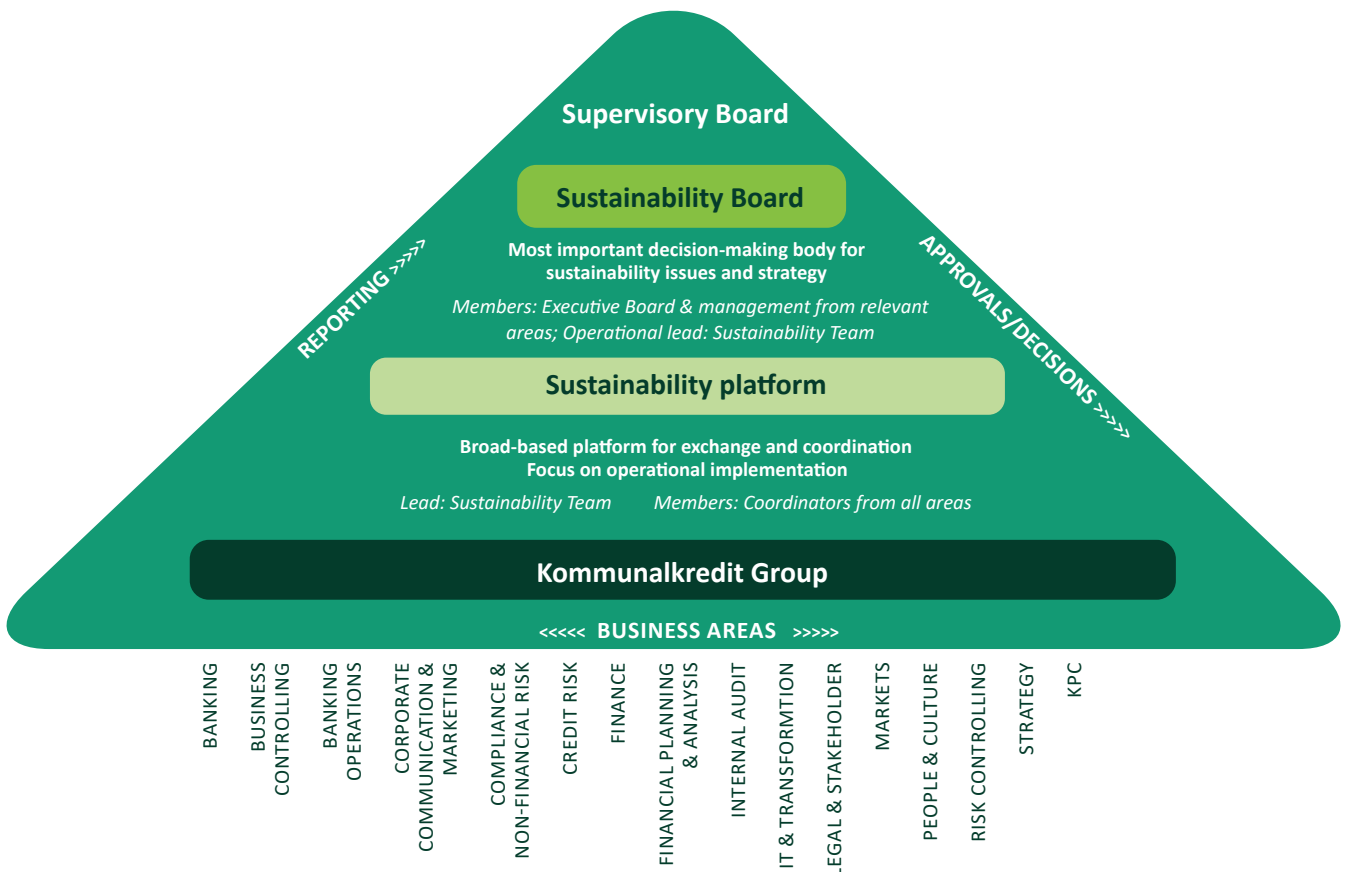 Supervisory Board
Sustainability Board
Most important decision-making body for
sustainability issues and strategy
Members: Executive Board & management from relevant
areas; Operational lead: Sustainability Team
REPORTING >>>>>
APPROVALS/DECISIONS >>>>>
Sustainability platform
Broad-based platform for exchange and coordination
Focus on operational implementation
Lead: Sustainability Team Members: Coordinators from all areas
Kommunalkredit Group
<<<<< BUSINESS AREAS >>>>>
BANKING
BUSINESS
CONTROLLING
BANKING
OPERATIONS
CORPORATE
COMMUNICATION &
MARKETING
COMPLIANCE &
NON-FINANCIAL RISK
CREDIT RISK
FINANCE
FINANCIAL PLANNING
& ANALYSIS
INTERNAL AUDIT
IT & TRANSFORMTION
LEGAL & STAKEHOLDER
MARKETS
PEOPLE & CULTURE
RISK CONTROLLING
STRATEGY
KPC